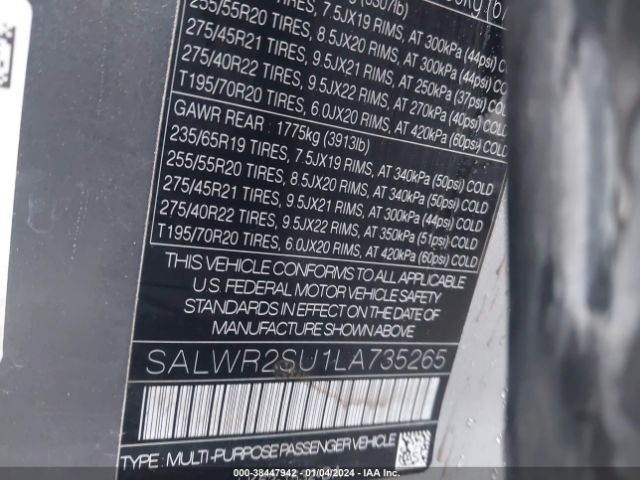 (6307lb)
255/55R20 TIRES, 7.5JX19 RIMS, AT 300kPa (44psi)
275/45R21 TIRES, 8.5JX20 RIMS, AT 300kPa (44psi)
275/40R22 TIRES, 9.5JX21 RIMS, AT 250kPa (37psi) COLD
T195/70R20 TIRES, 9.5JX22 RIMS, AT 270kPa (40psi) COLD
6.0JX20 RIMS, AT 420kPa (60psi) COLD
GAWR REAR : 1775kg (3913lb)
235/65R19 TIRES, 7.5JX19 RIMS, AT 340kPa (50psi) COLD
255/55R20 TIRES, 8.5JX20 RIMS, AT 340kPa (50psi) COLD
275/45R21 TIRES, 9.5JX21 RIMS, AT 300kPa (44psi) COLD
275/40R22 TIRES, 9.5JX22 RIMS, AT 350kPa (51psi) COLD
T195/70R20 TIRES, 6.0JX20 RIMS, AT 420kPa (60psi) COLD
THIS VEHICLE CONFORMS TO ALL APPLICABLE
U.S. FEDERAL MOTOR VEHICLE SAFETY
STANDARDS IN EFFECT ON THE DATE OF
MANUFACTURE SHOWN ABOVE
SALWR2SU1LA735265
TYPE : MULTI-PURPOSE PASSENGER VEHICLE
000-38447942 - 01/04/2024 - IAA Inc.